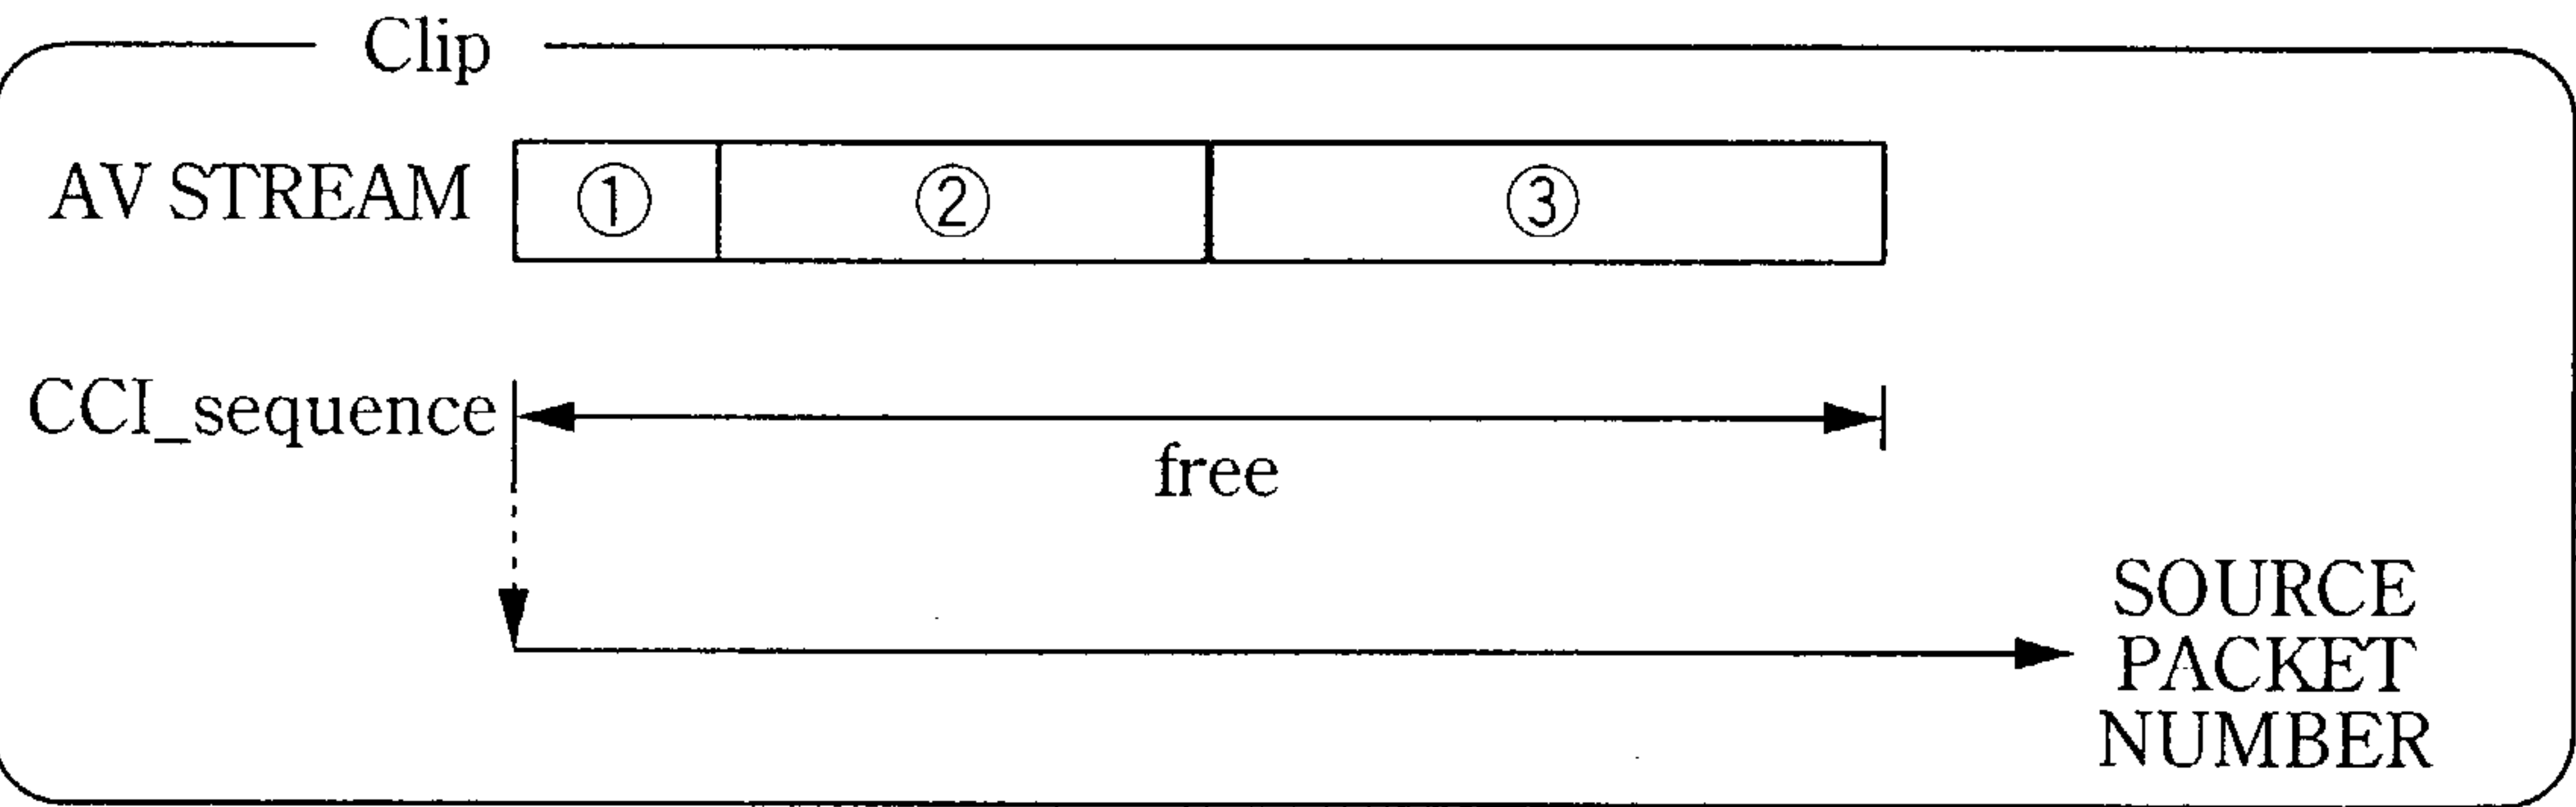 Clip
AV STREAM
① ② ③
CCI_sequence
free
SOURCE
PACKET
NUMBER